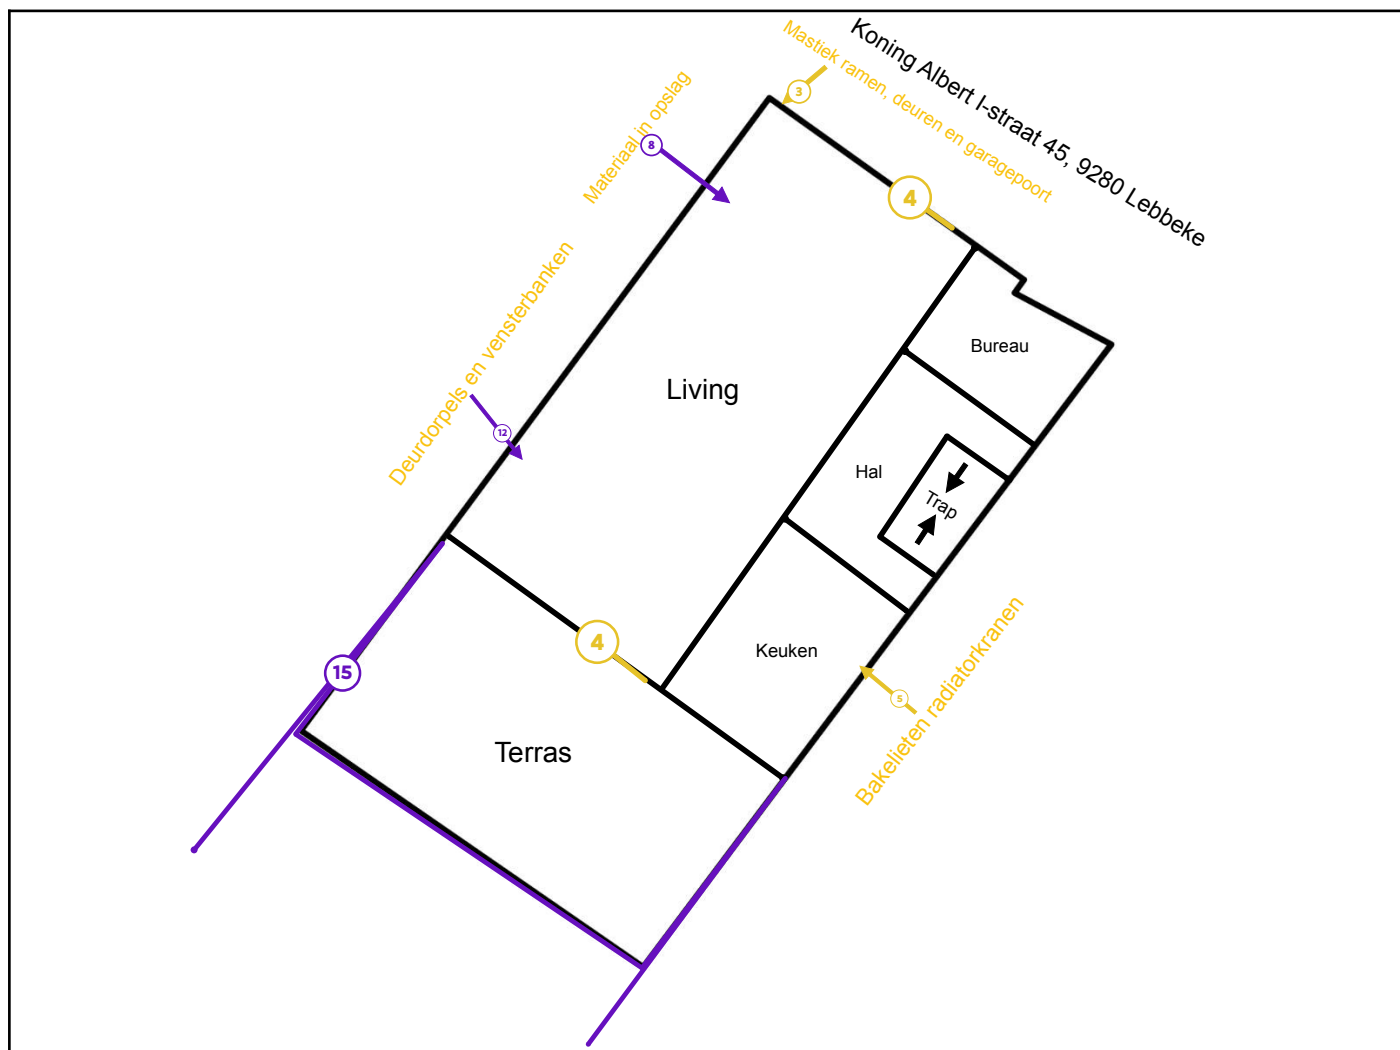 Koning Albert I-straat 45, 9280 Lebbeke
Mastiek ramen, deuren en garagepoort
3
Materiaal in opslag
8
4
Bureau
Deurdorpels en vensterbanken
12
Living
Hal
Trap
4
Keuken
15
Terras
5
Bakelieten radiatorkranen